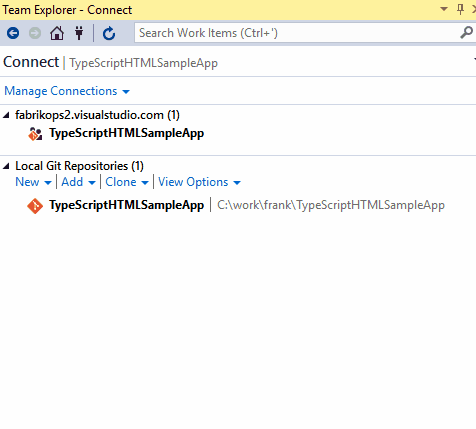 Team Explorer - Connect
Search Work Items (Ctrl+')
Connect | TypeScriptHTMLSampleApp
Manage Connections
fabrikops2.visualstudio.com (1)
TypeScriptHTMLSampleApp
Local Git Repositories (1)
New | Add | Clone | View Options
TypeScriptHTMLSampleApp | C:\work\frank\TypeScriptHTMLSampleApp